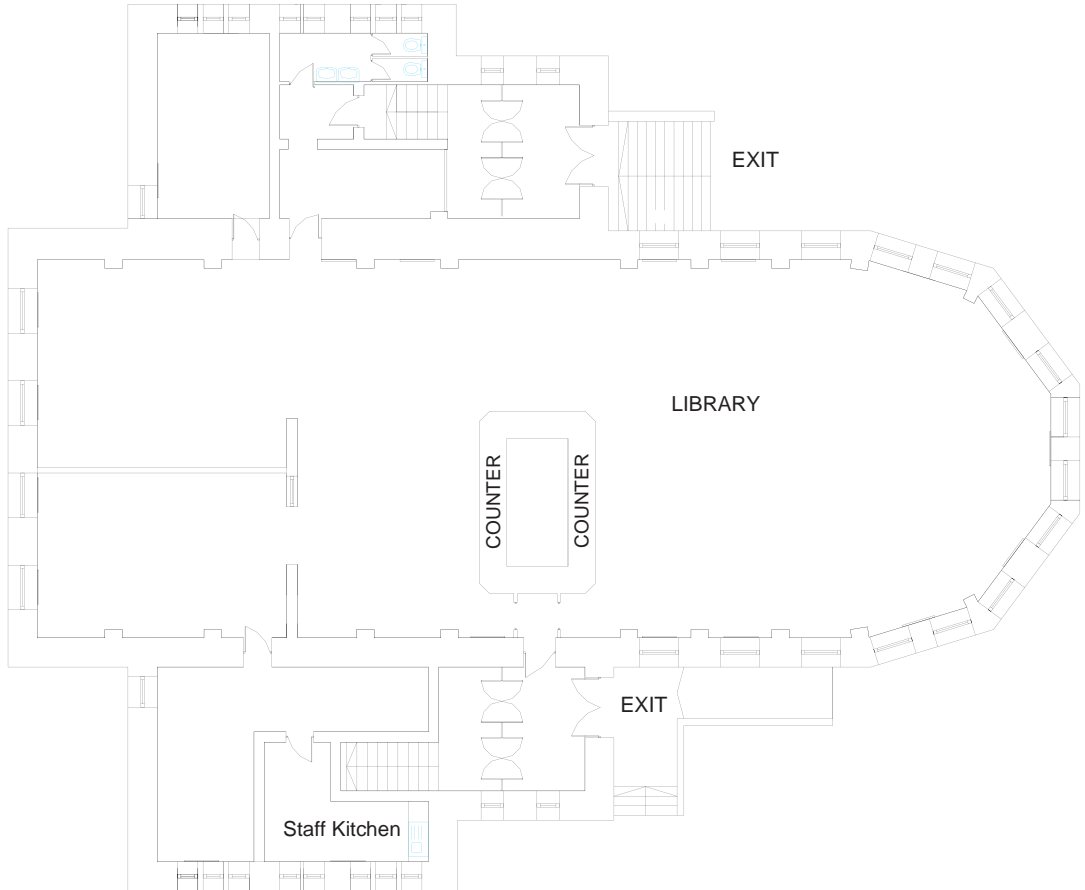 EXIT
LIBRARY
COUNTER
COUNTER
EXIT
Staff Kitchen